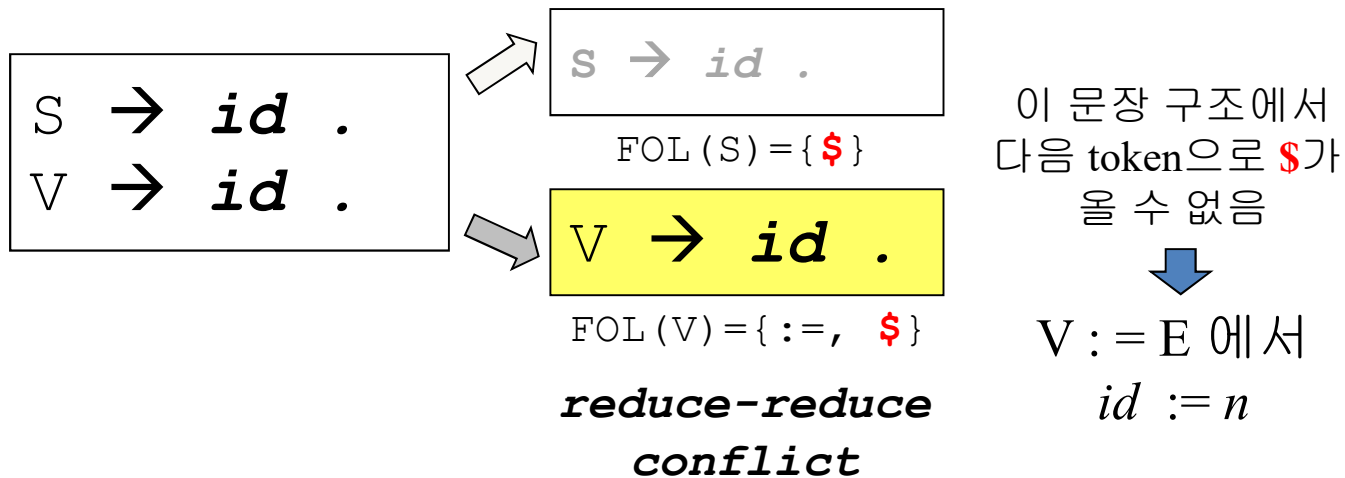 S → id .
V → id .
S → id .
FOL(S)={$}
V → id .
FOL(V)={:=, $}
reduce-reduce
conflict
이 문장 구조에서
다음 token으로 $가
올 수 없음
V : = E 에서
id := n